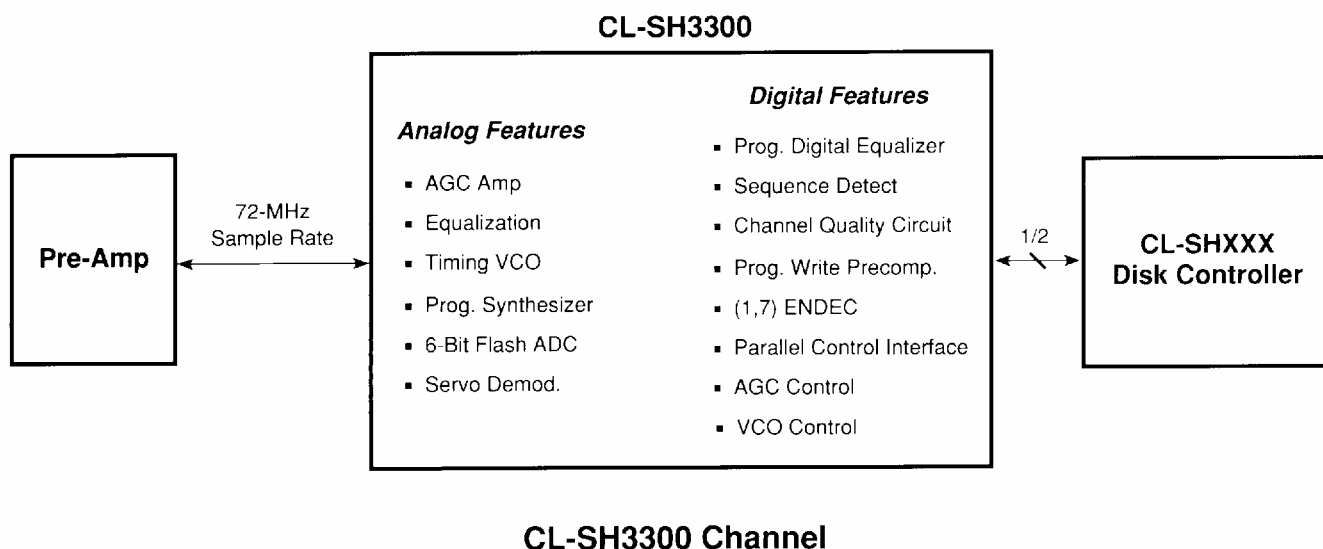 CL-SH3300
Pre-Amp
72-MHz
Sample Rate
Analog Features
▪ AGC Amp
▪ Equalization
▪ Timing VCO
▪ Prog. Synthesizer
▪ 6-Bit Flash ADC
▪ Servo Demod.
Digital Features
▪ Prog. Digital Equalizer
▪ Sequence Detect
▪ Channel Quality Circuit
▪ Prog. Write Precomp.
▪ (1,7) ENDEC
▪ Parallel Control Interface
▪ AGC Control
▪ VCO Control
1/2
CL-SHXXX
Disk Controller
CL-SH3300 Channel